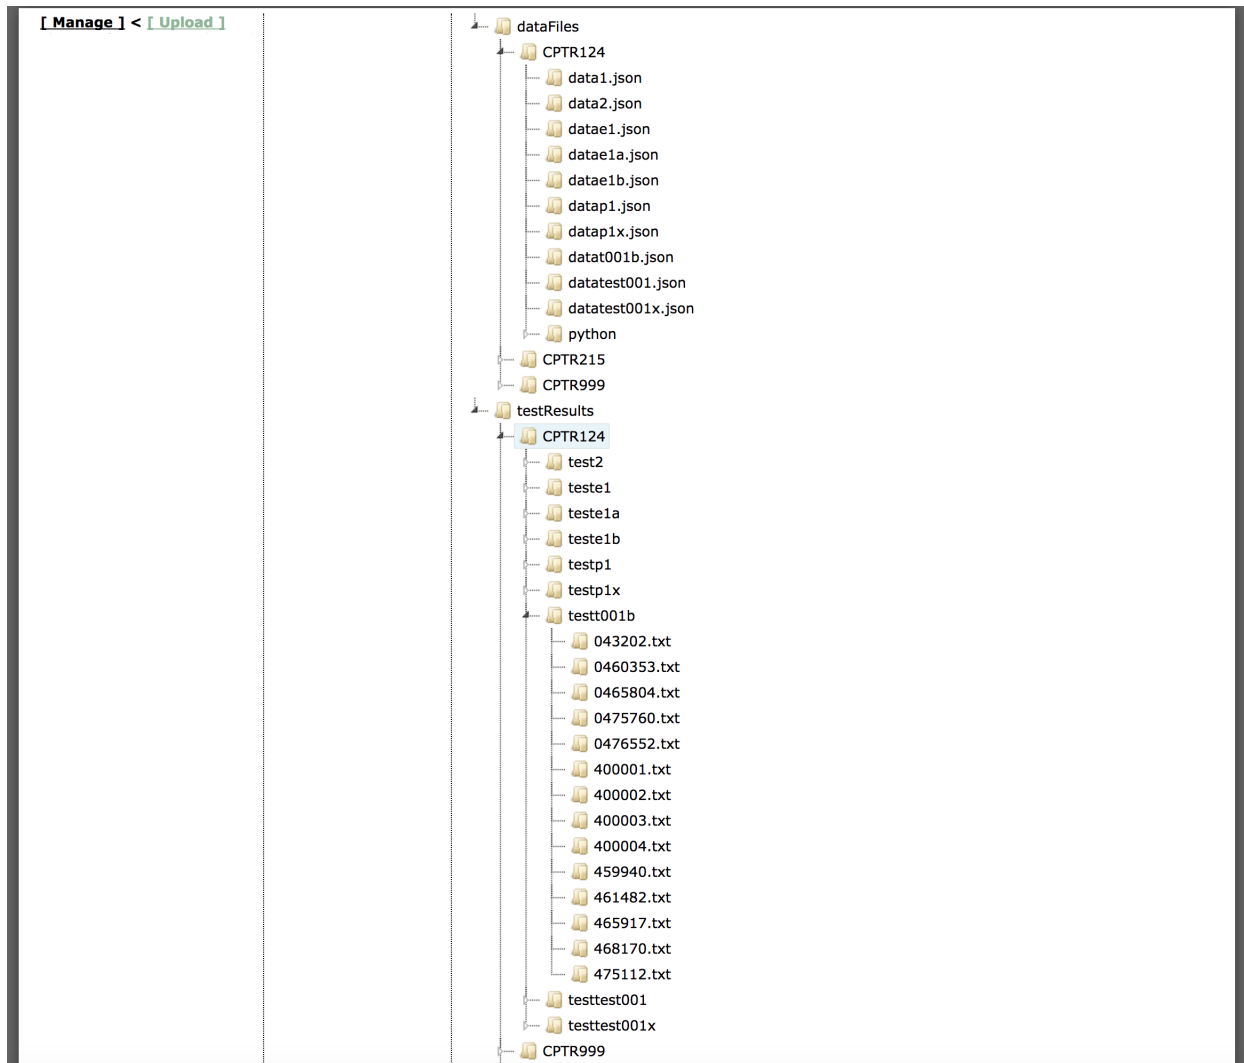 [ Manage ] < [ Upload ]
dataFiles
CPTR124
data1.json
data2.json
datae1.json
datae1a.json
datae1b.json
datap1.json
datap1x.json
datat001b.json
datatest001.json
datatest001x.json
python
CPTR215
CPTR999
testResults
CPTR124
test2
teste1
teste1a
teste1b
testp1
testp1x
testt001b
043202.txt
0460353.txt
0465804.txt
0475760.txt
0476552.txt
400001.txt
400002.txt
400003.txt
400004.txt
459940.txt
461482.txt
465917.txt
468170.txt
475112.txt
testtest001
testtest001x
CPTR999